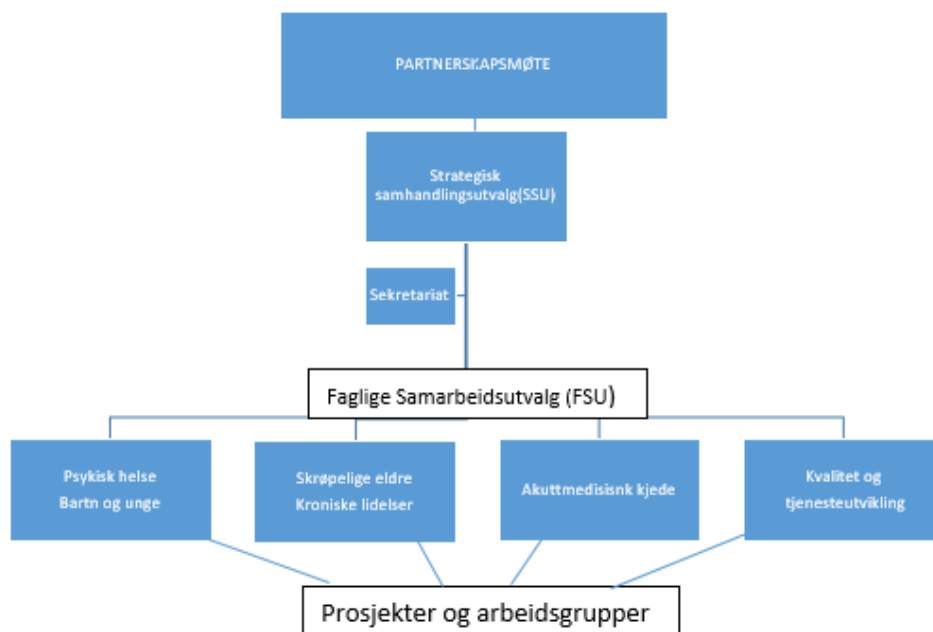 PARTNERSKAPSMØTE
Strategisk
samhandlingsutvalg(SSU)
Sekretariat
Faglige Samarbeidsutvalg (FSU)
Psykisk helse
Bartn og unge
Skrøpelige eldre
Kroniske lidelser
Akuttmedisisnk kjede
Kvalitet og
tjenesteutvikling
Prosjekter og arbeidsgrupper